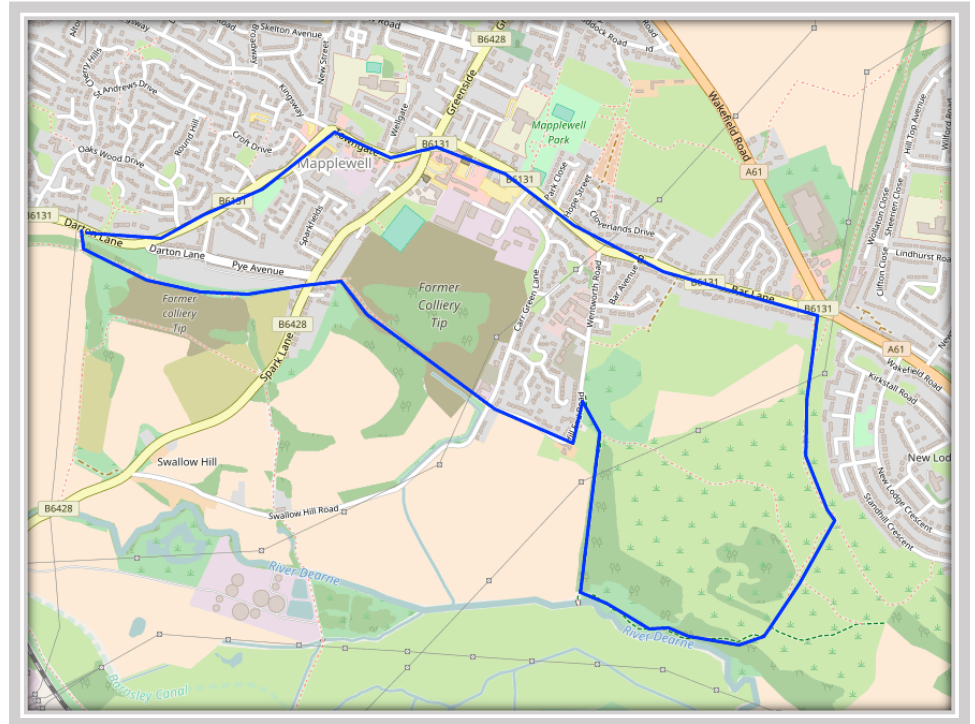 Kingsway
Skelton Avenue
Road
B6428
Greenside
Cherry Hills
St Andrews Drive
New Street
Kingsway
Wellgate
Round Hill
Croft Drive
Oaks Wood Drive
Towngate
Mapplewell
B6131
Mapplewell
Park
Wakefield Road
A61
Hill Top Avenue
Wilford Road
B6131
Park Close
Hope Street
Wollaton Close
Sheerien Close
B6131
B6131
Cloverlands Drive
Sparkfields
Darton Lane
Darton Lane
Pye Avenue
Clifton Close
Lindhurst Road
Wentworth Road
Bar Avenue
B6131
Bar Lane
B6131
Former
Colliery
Tip
Former
Colliery
Tip
Carr Green Lane
B6428
Spark Lane
A61
Wakefield Road
Kirkstall Road
Swallow Hill
New Lodge Crescent
Standhill Crescent
B6428
Swallow Hill Road
River Dearne
River Dearne
Barnsley Canal